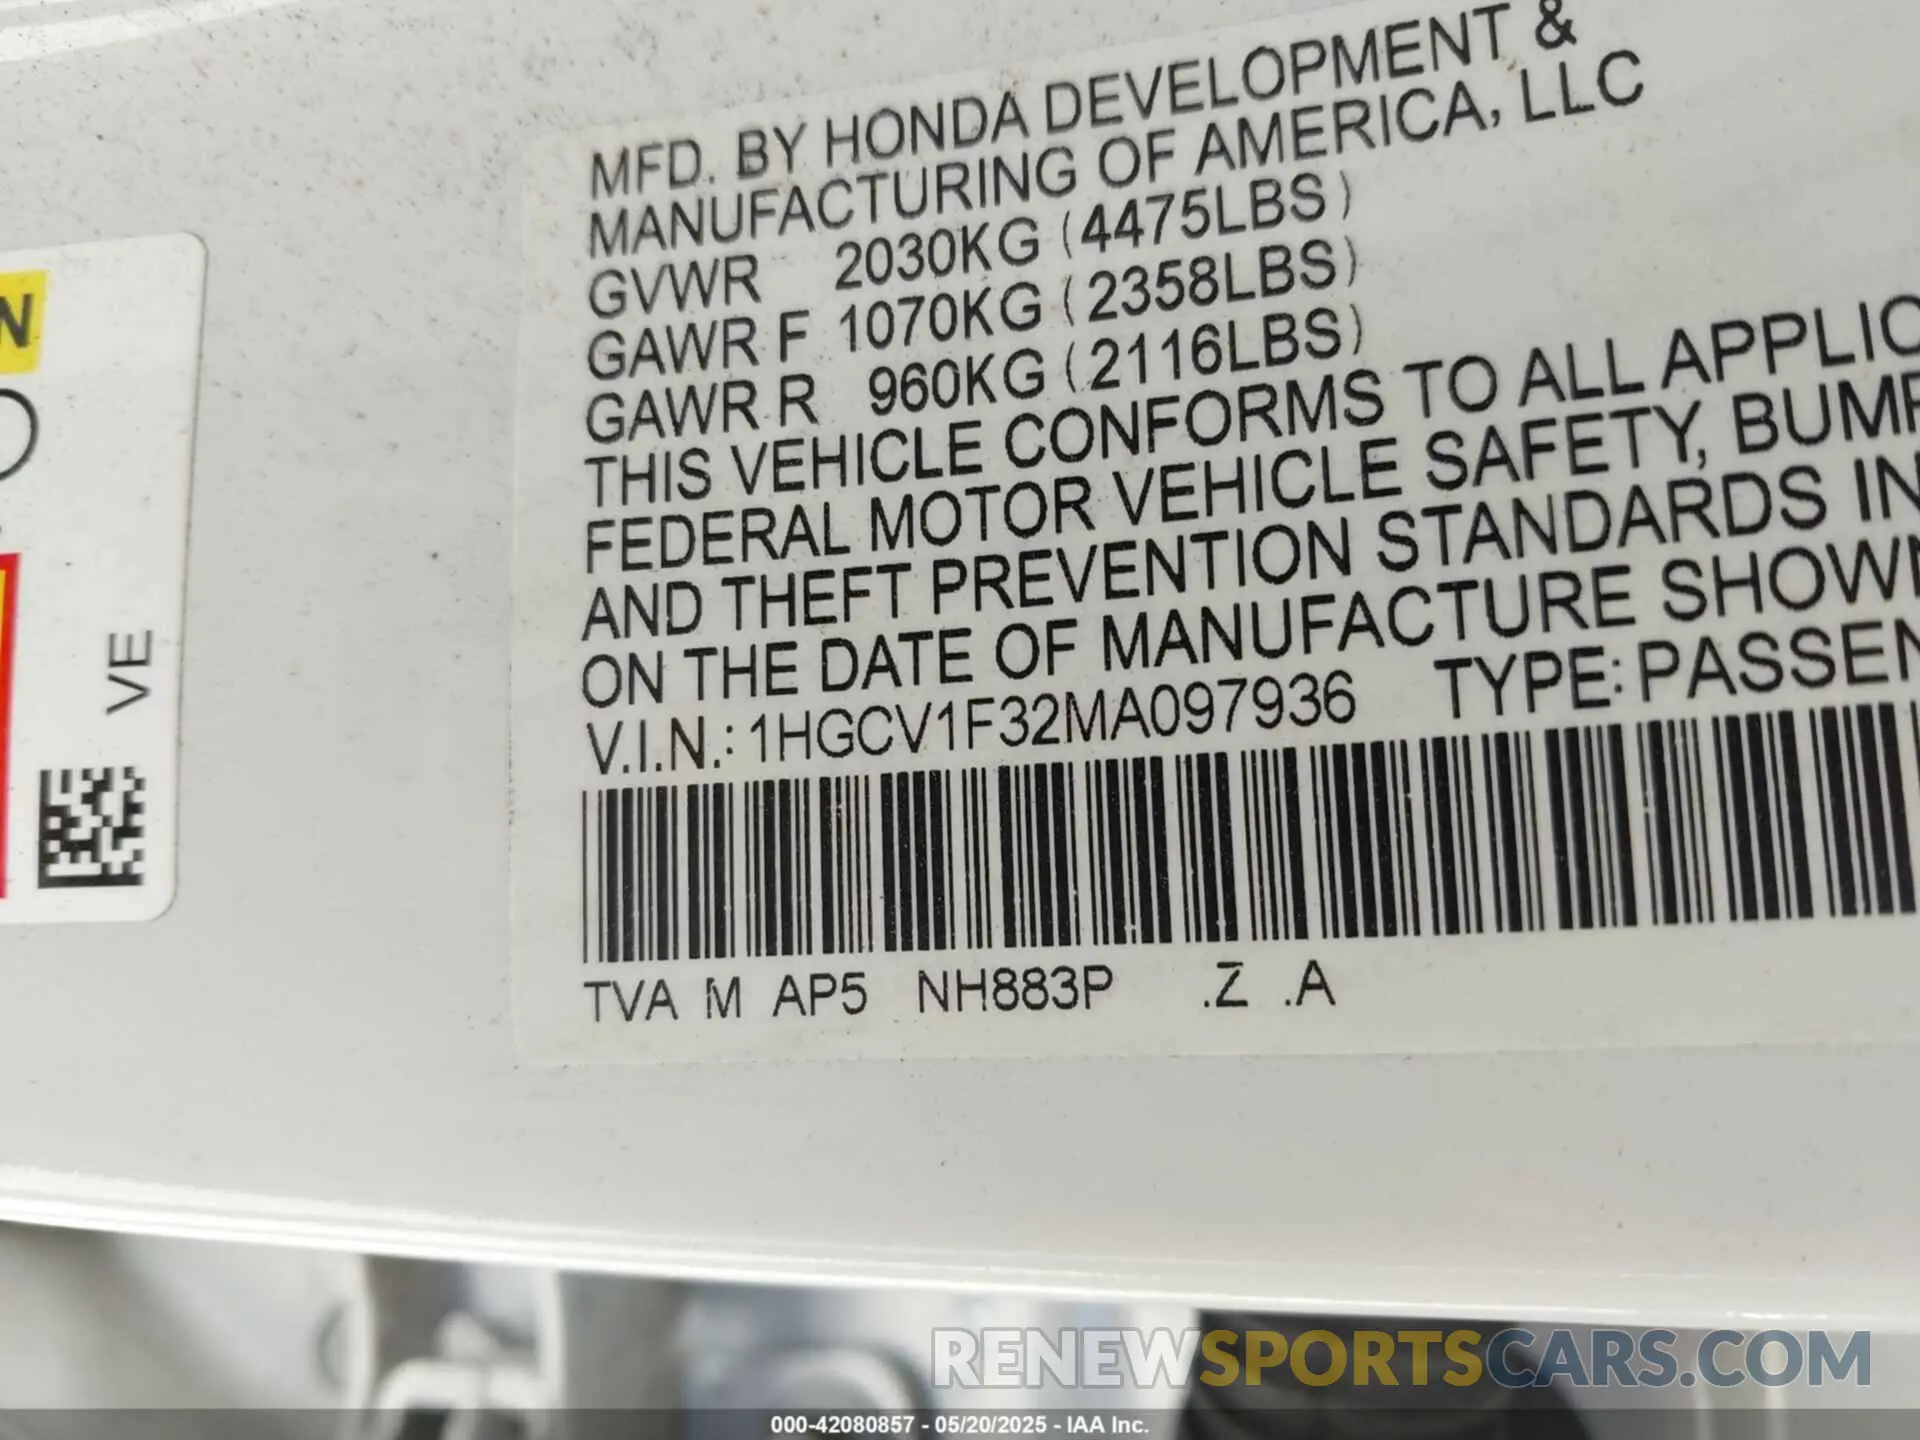 MFD. BY HONDA DEVELOPMENT &
MANUFACTURING OF AMERICA, LLC
GVWR 2030KG (4475LBS)
GAWR F 1070KG (2358LBS)
GAWR R 960KG (2116LBS)
THIS VEHICLE CONFORMS TO ALL APPLIC
FEDERAL MOTOR VEHICLE SAFETY, BUMP
AND THEFT PREVENTION STANDARDS IN
ON THE DATE OF MANUFACTURE SHOWN
V.I.N.: 1HGCV1F32MA097936 TYPE: PASSEN
TVA M AP5 NH883P .Z .A
N
VE
RENEWSPORTSCARS.COM
000-42080857 - 05/20/2025 - IAA Inc.